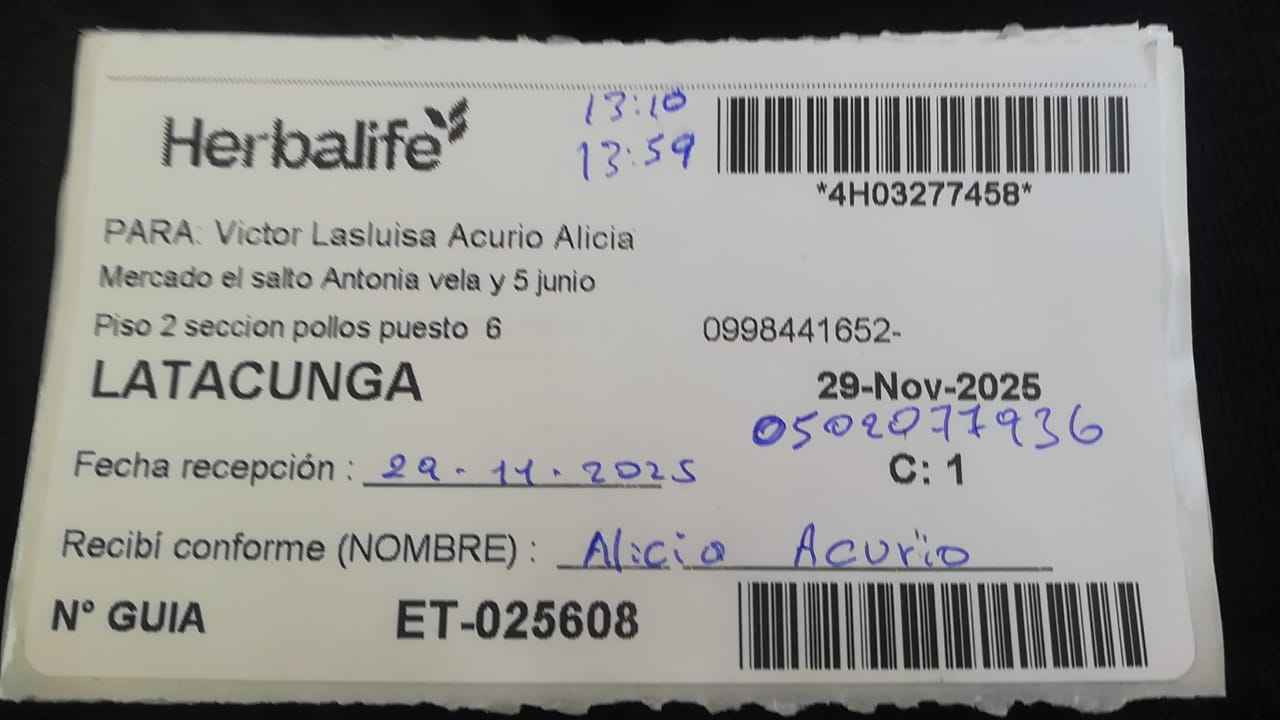 Herbalife
13:10
13:59
*4H03277458*
PARA: Victor Lasluisa Acurio Alicia
Mercado el salto Antonia vela y 5 junio
Piso 2 seccion pollos puesto 6 0998441652-
LATACUNGA 29-Nov-2025
0502077936
Fecha recepción : 29-11-2025 C: 1
Recibí conforme (NOMBRE) : Alicia Acurio
N° GUIA ET-025608